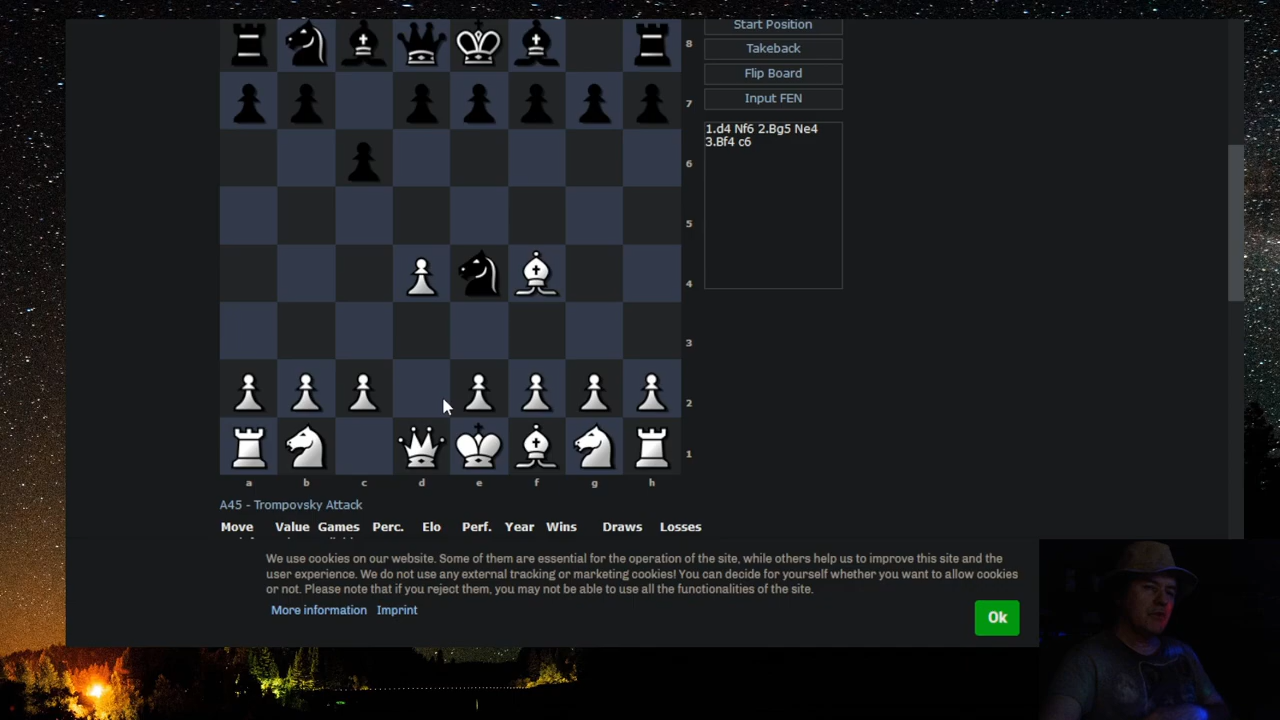 Start Position
8
Takeback
Flip Board
7
Input FEN
1.d4 Nf6 2.Bg5 Ne4
3.Bf4 c6
6
5
4
3
2
1
a b c d e f g h
A45 - Trompovsky Attack
Move Value Games Perc. Elo Perf. Year Wins Draws Losses
We use cookies on our website. Some of them are essential for the operation of the site, while others help us to improve this site and the
user experience. We do not use any external tracking or marketing cookies! You can decide for yourself whether you want to allow cookies
or not. Please note that if you reject them, you may not be able to use all the functionalities of the site.
More information Imprint
Ok